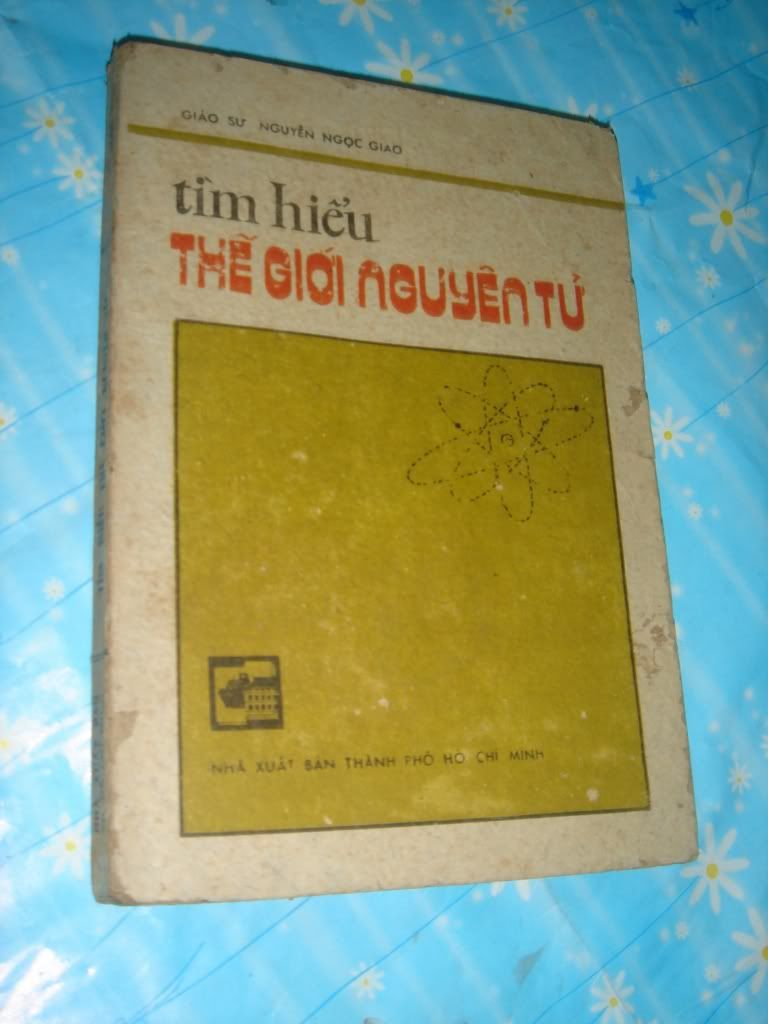 GIÁO SƯ NGUYỄN NGỌC GIAO
tìm hiểu
THẾ GIỚI NGUYÊN TỬ
NHÀ XUẤT BẢN THÀNH PHỐ HỒ CHÍ MINH